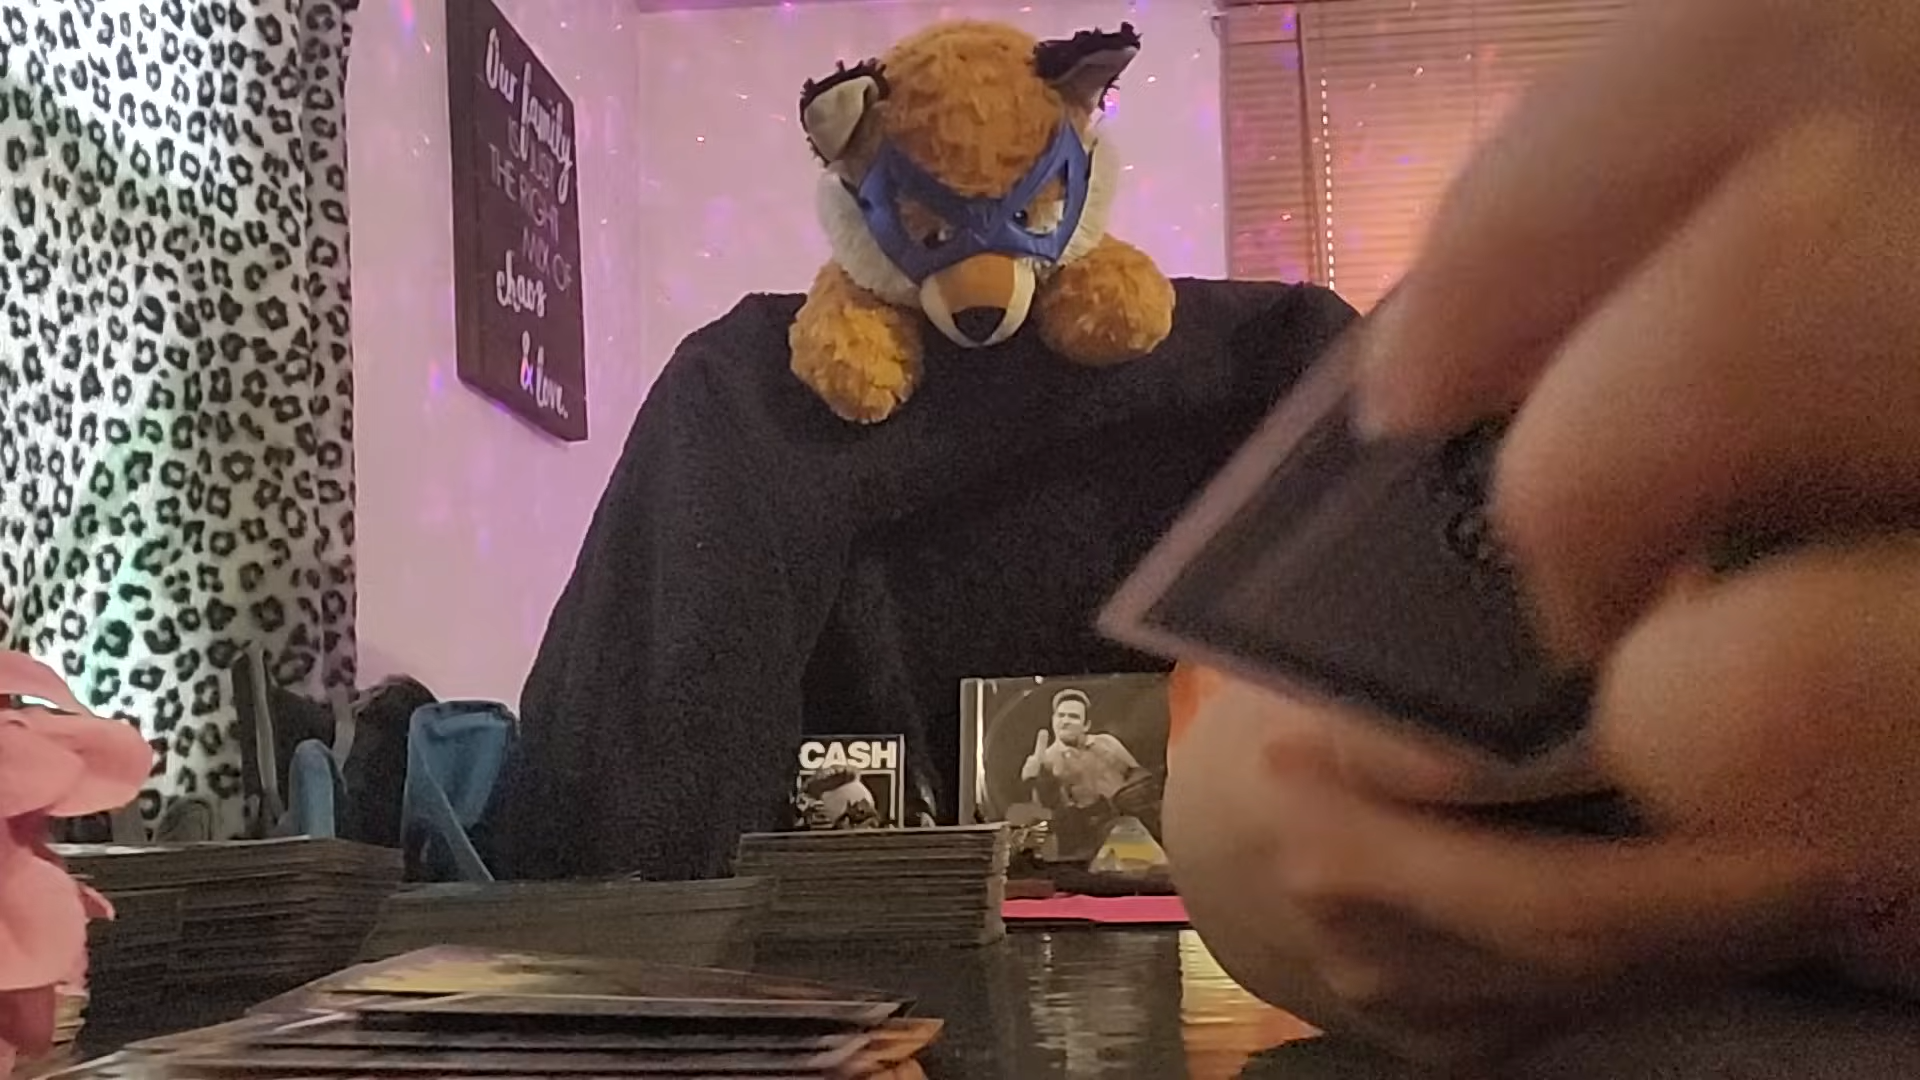 Our family
IS JUST
THE RIGHT
MIX OF
chaos
& love.
CASH